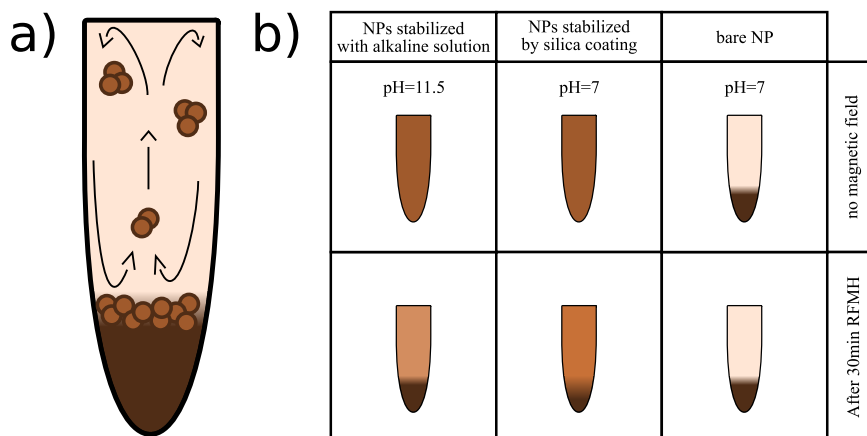 a)
b)
NPs stabilized
with alkaline solution
NPs stabilized
by silica coating
bare NP
pH=11.5
pH=7
pH=7
no magnetic field
After 30min RFMH